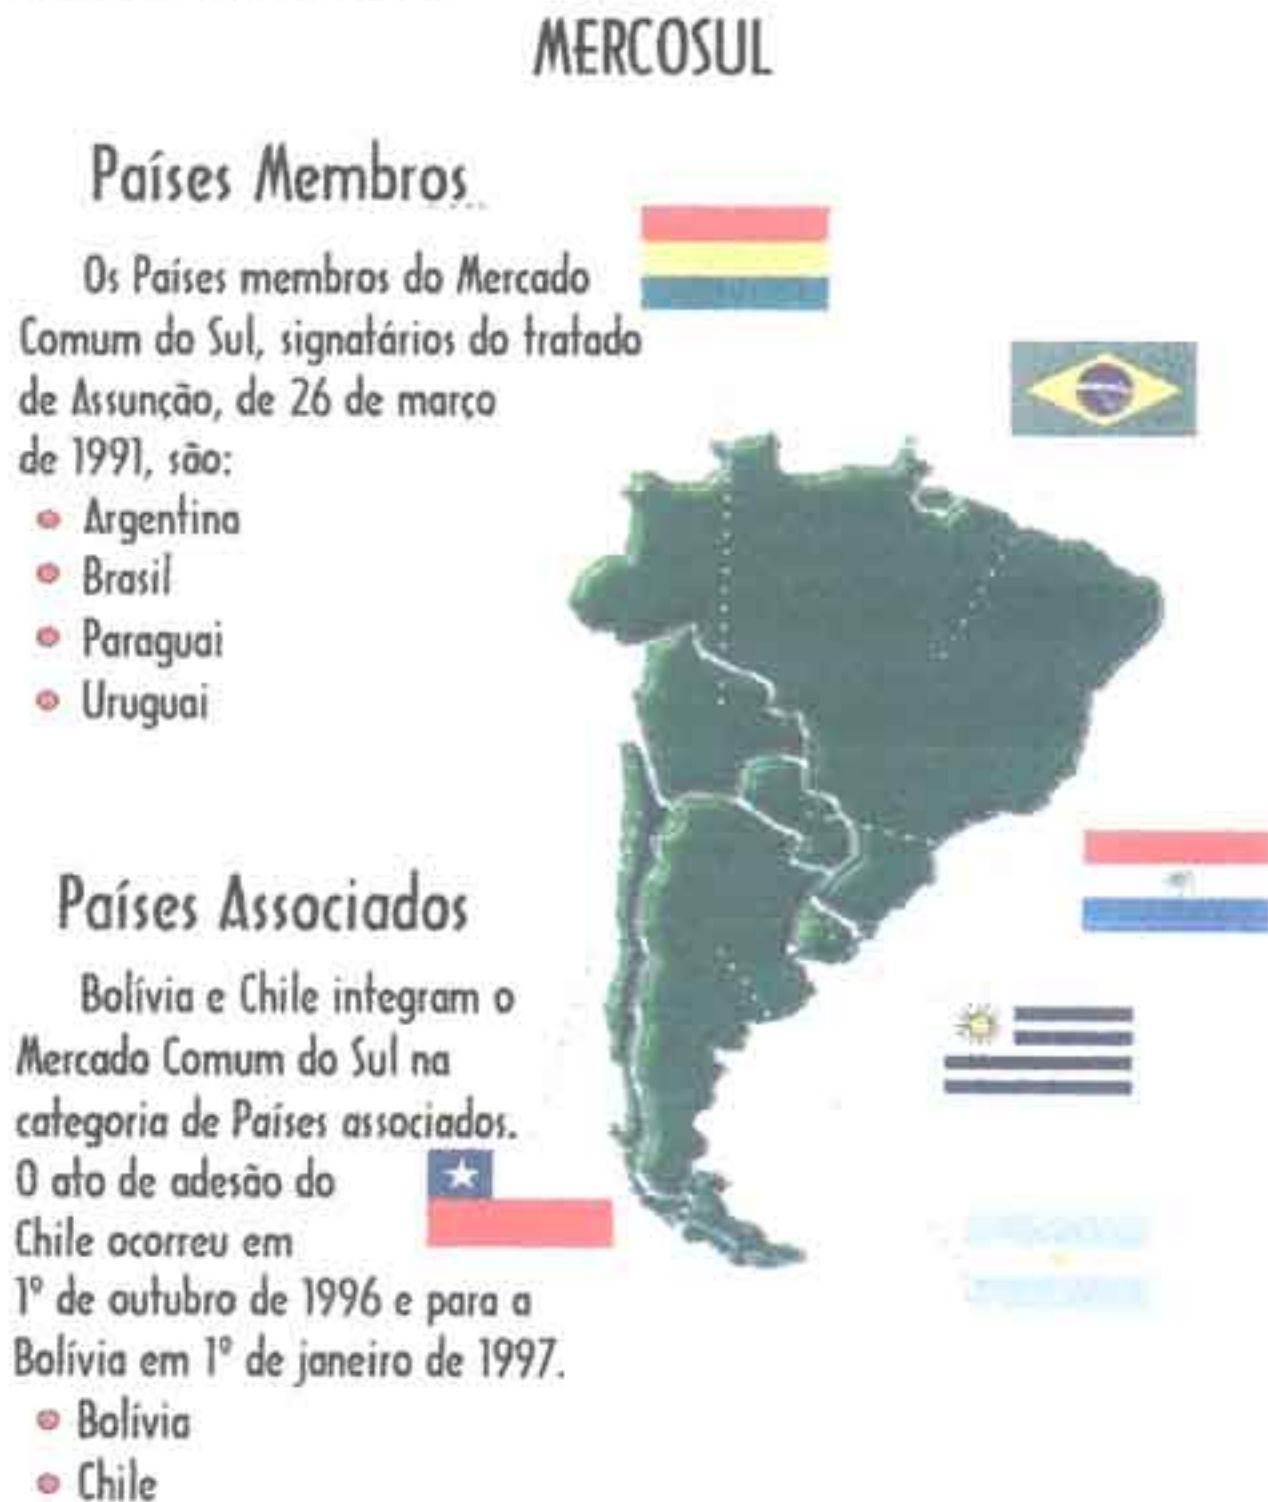 MERCOSUL
Países Membros
Os Países membros do Mercado
Comum do Sul, signatários do tratado
de Assunção, de 26 de março
de 1991, são:
Argentina
Brasil
Paraguai
Uruguai
Países Associados
Bolívia e Chile integram o
Mercado Comum do Sul na
categoria de Países associados.
O ato de adesão do
Chile ocorreu em
1º de outubro de 1996 e para a
Bolívia em 1º de janeiro de 1997.
Bolívia
Chile